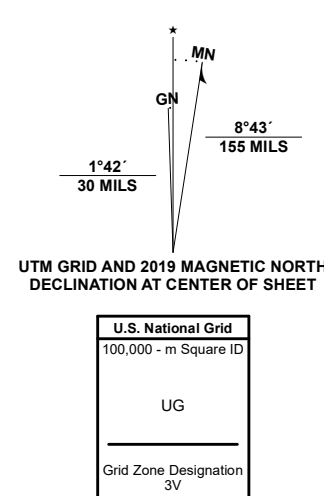 ★
MN
GN
8°43´
155 MILS
1°42´
30 MILS
UTM GRID AND 2019 MAGNETIC NORTH
DECLINATION AT CENTER OF SHEET
U.S. National Grid
100,000 - m Square ID
UG
Grid Zone Designation
3V